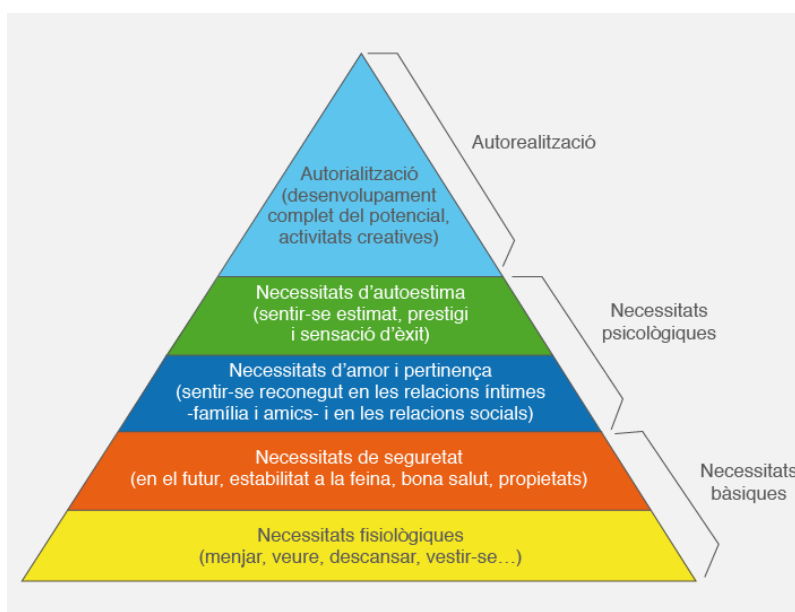 Autorealització
Autorialització
(desenvolupament
complet del potencial,
activitats creatives)
Necessitats d’autoestima
(sentir-se estimat, prestigi
i sensació d’èxit)
Necessitats
psicològiques
Necessitats d’amor i pertinença
(sentir-se reconegut en les relacions íntimes
-família i amics- i en les relacions socials)
Necessitats de seguretat
(en el futur, estabilitat a la feina, bona salut, propietats)
Necessitats
bàsiques
Necessitats fisiològiques
(menjar, veure, descansar, vestir-se…)